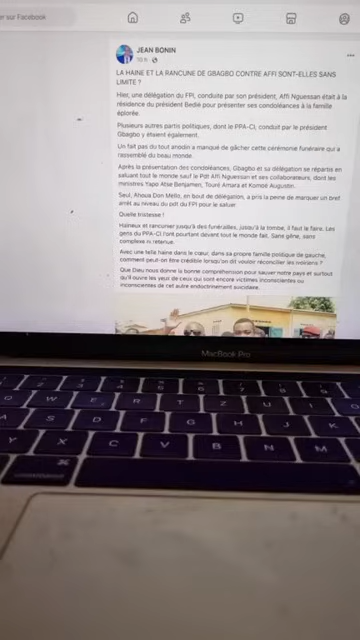 er sur Facebook
JEAN BONIN
10 h
LA HAINE ET LA RANCUNE DE GBAGBO CONTRE AFFI SONT-ELLES SANS
LIMITE ?
Hier, une délégation du FPI, conduite par son président, Affi Nguessan était à la
résidence du président Bedié pour présenter ses condoléances à la famille
éplorée.
Plusieurs autres partis politiques, dont le PPA-CI, conduit par le président
Gbagbo y étaient également.
Un fait pas du tout anodin a manqué de gâcher cette cérémonie funéraire qui a
rassemblé du beau monde.
Après la présentation des condoléances, Gbagbo et sa délégation se répartis en
saluant tout le monde sauf le Pdt Affi Nguessan et ses collaborateurs, dont les
ministres Yapo Atse Benjamen, Touré Amara et Komoé Augustin.
Seul, Ahoua Don Mello, en bout de délégation, a pris la peine de marquer un bref
arrêt au niveau du pdt du FPI pour le saluer.
Quelle tristesse !
Haineux et rancunier jusqu'à des funérailles, jusqu'à la tombe, il faut le faire. Les
gens du PPA-CI l'ont pourtant devant tout le monde fait. Sans gêne, sans
complexe ni retenue.
Avec une telle haine dans le cœur, dans sa propre famille politique de gauche,
comment peut-on être crédible lorsqu'on dit vouloir réconcilier les ivoiriens ?
Que Dieu nous donne la bonne compréhension pour sauver notre pays et surtout
qu'il ouvre les yeux de ceux qui sont encore victimes inconscientes ou
inconscientes de cet autre endoctrinement suicidaire.
MacBook Pro
Q W E R T Z U I
A S D F G H J K
Y X C V B N M